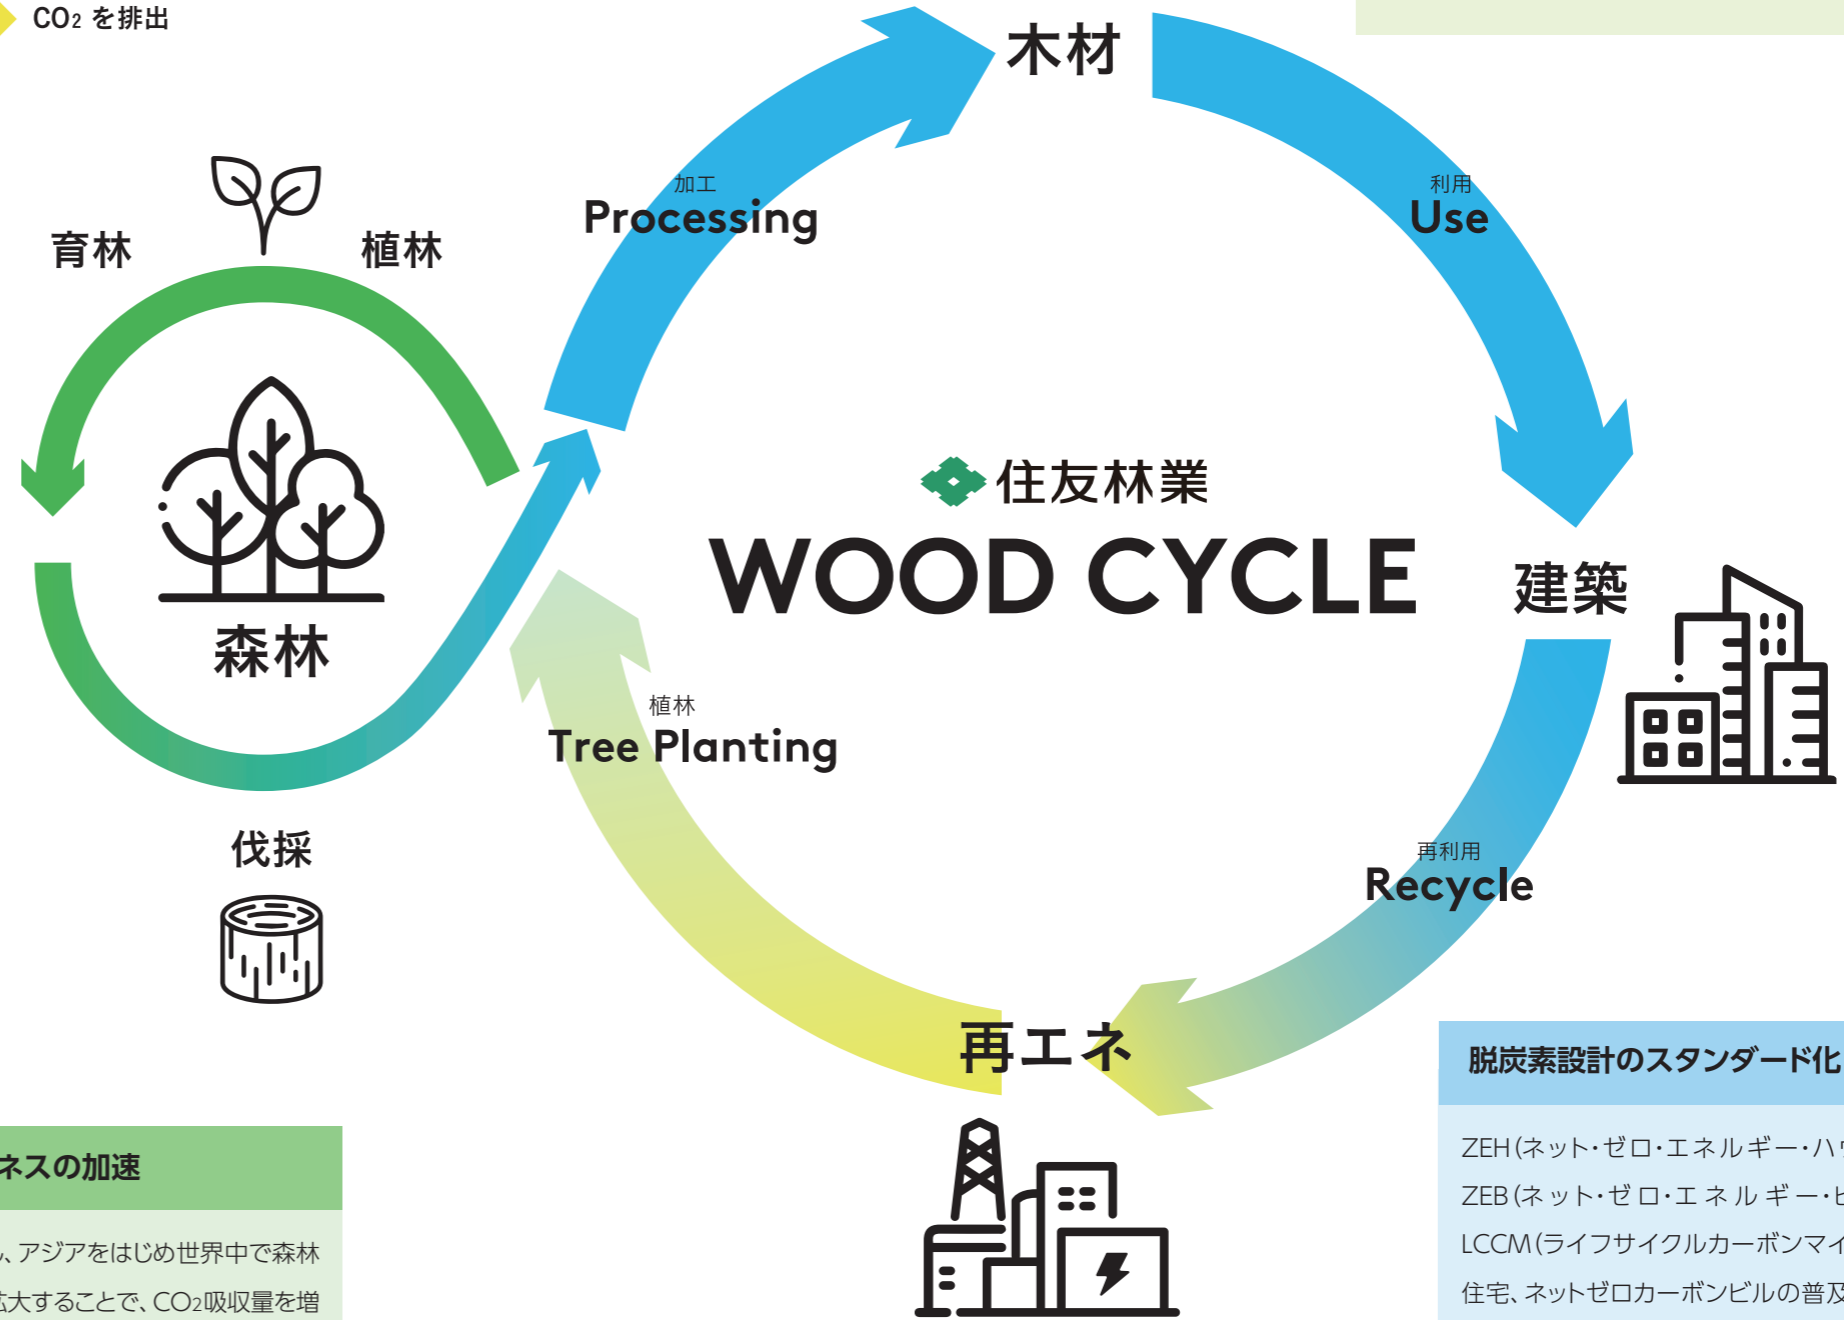 CO2 を排出
木材
加工
Processing
利用
Use
育林
植林
住友林業
WOOD CYCLE
森林
建築
植林
Tree Planting
伐採
再利用
Recycle
再エネ
ネスの加速
、アジアをはじめ世界中で森林
拡大することで、CO2吸収量を増
脱炭素設計のスタンダード化
ZEH(ネット・ゼロ・エネルギー・ハウ
ZEB(ネット・ゼロ・エネルギー・ビ
LCCM(ライフサイクルカーボンマイ
住宅、ネットゼロカーボンビルの普及